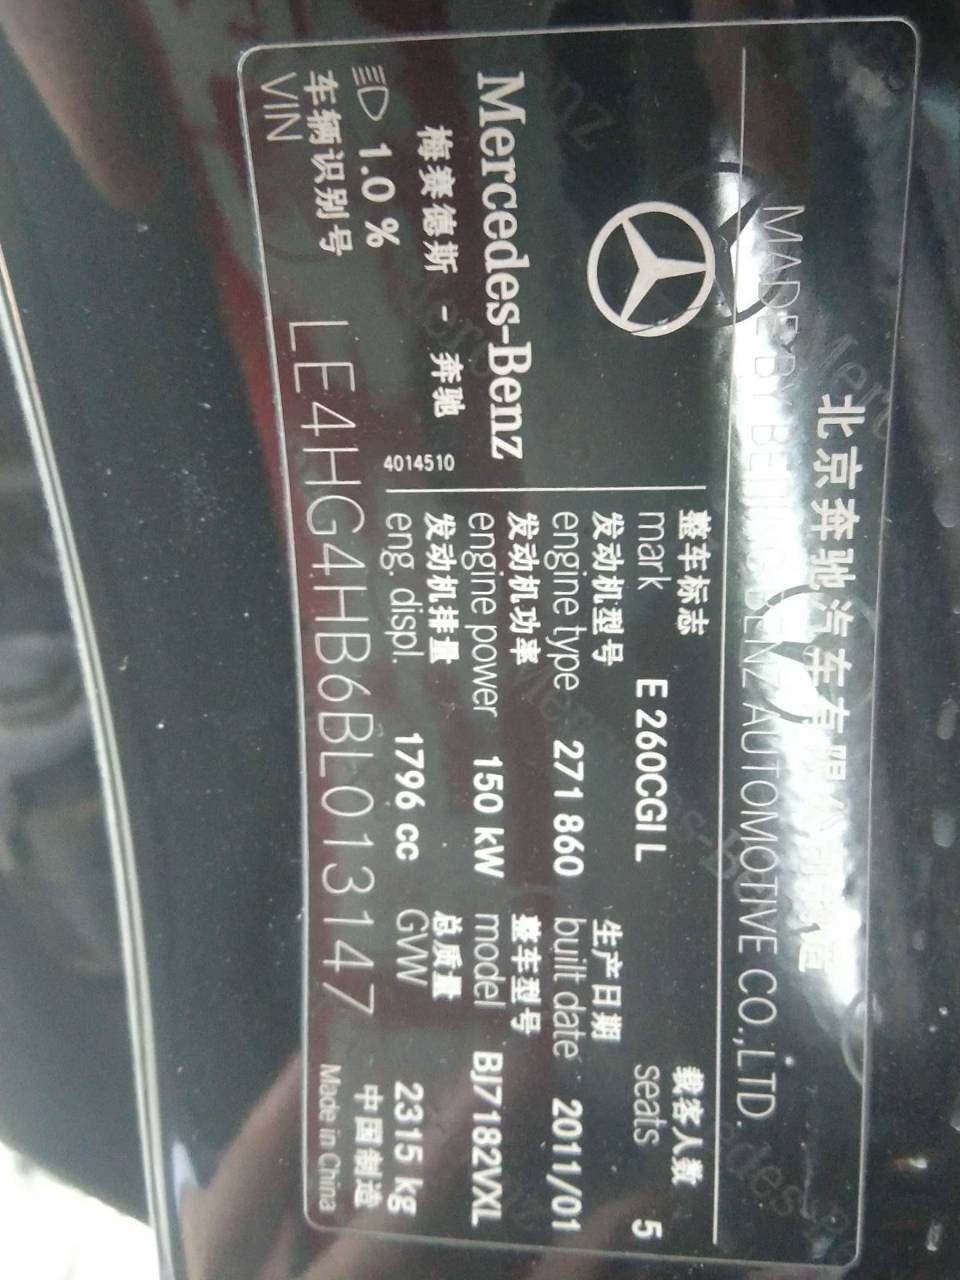 北京奔驰汽车有限公司制造
MADE BY BEIJING BENZ AUTOMOTIVE CO.,LTD.
Mercedes-Benz
梅赛德斯 - 奔驰
1.0 %
4014510
整车标志
mark E 260CGI L
载客人数
seats 5
发动机型号
engine type 271 860
生产日期
built date 2011/01
发动机功率
engine power 150 kW
整车型号
model BJ7182VXL
发动机排量
eng. displ. 1796 cc
总质量
GVW 2315 kg
车辆识别号
VIN LE4HG4HB6BL013147
中国制造
Made in China